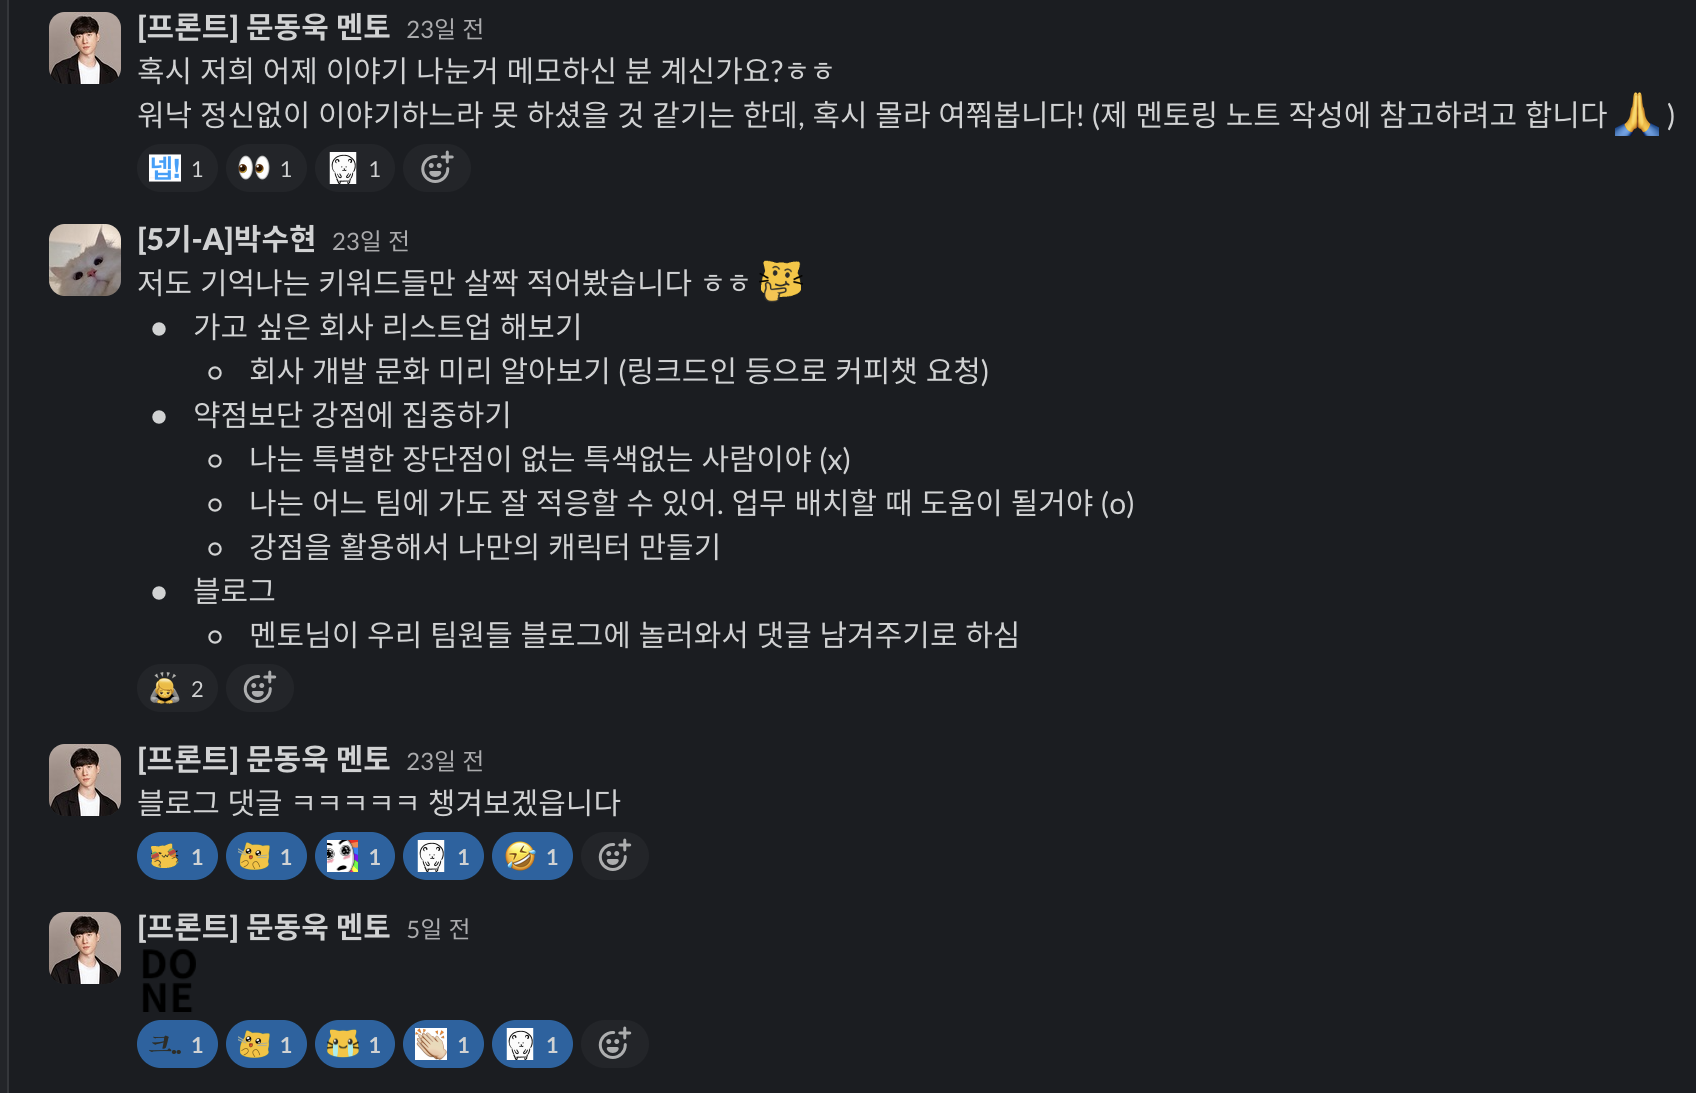 [프론트] 문동욱 멘토 23일 전
혹시 저희 어제 이야기 나눈거 메모하신 분 계신가요?ㅎㅎ
워낙 정신없이 이야기하느라 못 하셨을 것 같기는 한데, 혹시 몰라 여쭤봅니다! (제 멘토링 노트 작성에 참고하려고 합니다 🙏 )
넵! 1 👀 1 1
[5기-A]박수현 23일 전
저도 기억나는 키워드들만 살짝 적어봤습니다 ㅎㅎ
• 가고 싶은 회사 리스트업 해보기
◦ 회사 개발 문화 미리 알아보기 (링크드인 등으로 커피챗 요청)
• 약점보단 강점에 집중하기
◦ 나는 특별한 장단점이 없는 특색없는 사람이야 (x)
◦ 나는 어느 팀에 가도 잘 적응할 수 있어. 업무 배치할 때 도움이 될거야 (o)
◦ 강점을 활용해서 나만의 캐릭터 만들기
• 블로그
◦ 멘토님이 우리 팀원들 블로그에 놀러와서 댓글 남겨주기로 하심
2
[프론트] 문동욱 멘토 23일 전
블로그 댓글 ㅋㅋㅋㅋㅋ 챙겨보겠읍니다
1 1 1 1 🤣 1
[프론트] 문동욱 멘토 5일 전
DO
NE
크.. 1 1 1 1 1